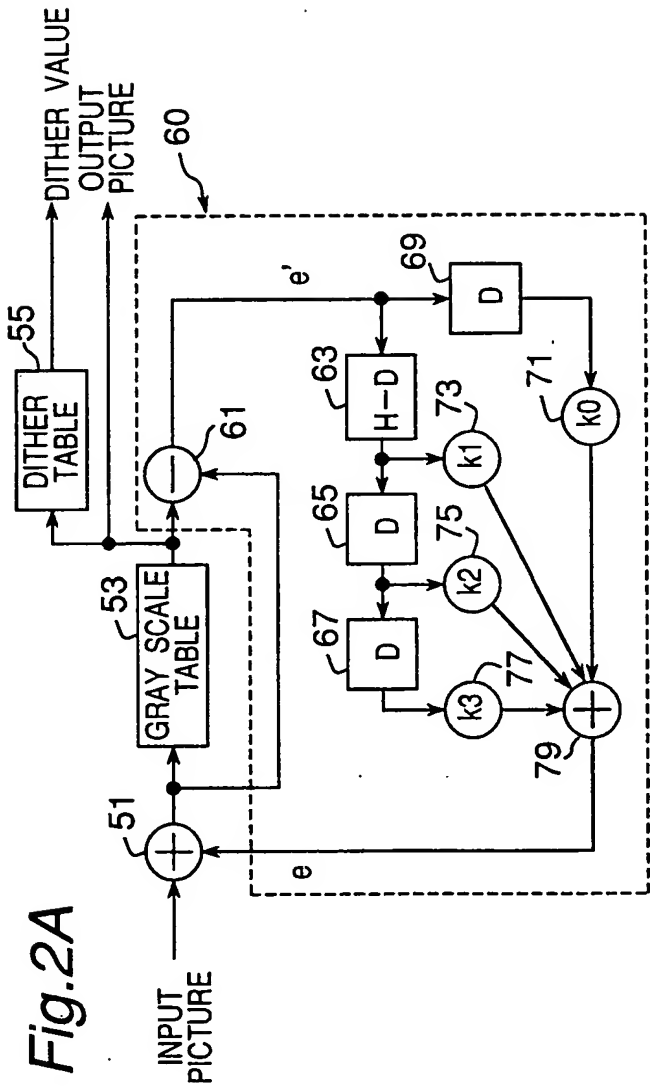 Fig.2A
INPUT
PICTURE
51
+
e
53
GRAY SCALE
TABLE
55
DITHER
TABLE
DITHER VALUE
OUTPUT
PICTURE
60
61
−
e'
63
H-D
65
D
67
D
69
D
71
k0
73
k1
75
k2
77
k3
79
+